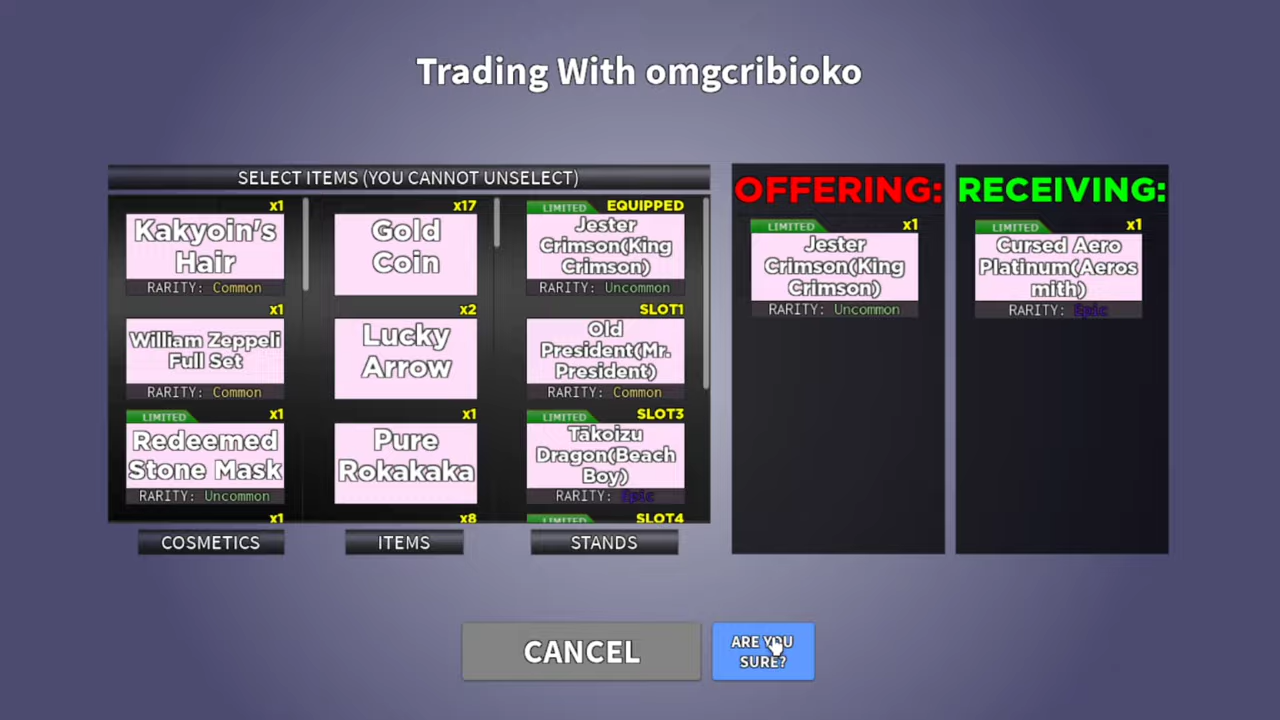 Trading With omgcribioko
SELECT ITEMS (YOU CANNOT UNSELECT)
x1
Kakyoin's
Hair
RARITY: Common
x1
William Zeppeli
Full Set
RARITY: Common
LIMITED
x1
Redeemed
Stone Mask
RARITY: Uncommon
x1
COSMETICS
x17
Gold
Coin
x2
Lucky
Arrow
x1
Pure
Rokakaka
x8
ITEMS
LIMITED
EQUIPPED
Jester
Crimson(King
Crimson)
RARITY: Uncommon
SLOT1
Old
President(Mr.
President)
RARITY: Common
LIMITED
SLOT3
Tākoizu
Dragon(Beach
Boy)
RARITY: Epic
LIMITED
SLOT4
STANDS
OFFERING:
LIMITED
x1
Jester
Crimson(King
Crimson)
RARITY: Uncommon
RECEIVING:
LIMITED
x1
Cursed Aero
Platinum(Aeros
mith)
RARITY: Epic
CANCEL
ARE YOU
SURE?